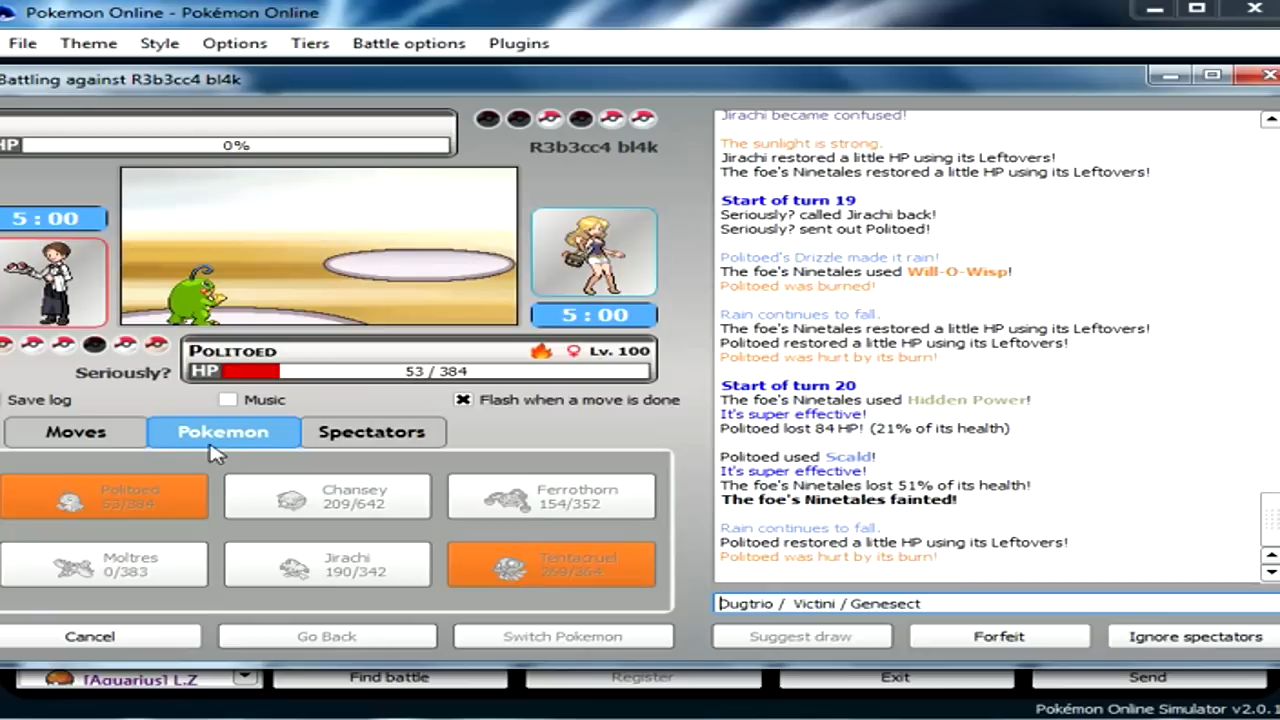 Pokemon Online - Pokémon Online
File Theme Style Options Tiers Battle options Plugins
Battling against R3b3cc4 bl4k
HP 0%
R3b3cc4 bl4k
5:00
5:00
POLITOED Lv. 100
HP 53 / 384
Seriously?
Save log Music Flash when a move is done
Moves Pokemon Spectators
Politoed
53/384
Chansey
209/642
Ferrothorn
154/352
Moltres
0/383
Jirachi
190/342
Tentacruel
269/364
Cancel Go Back Switch Pokemon
Jirachi became confused!
The sunlight is strong.
Jirachi restored a little HP using its Leftovers!
The foe's Ninetales restored a little HP using its Leftovers!
Start of turn 19
Seriously? called Jirachi back!
Seriously? sent out Politoed!
Politoed's Drizzle made it rain!
The foe's Ninetales used Will-O-Wisp!
Politoed was burned!
Rain continues to fall.
The foe's Ninetales restored a little HP using its Leftovers!
Politoed restored a little HP using its Leftovers!
Politoed was hurt by its burn!
Start of turn 20
The foe's Ninetales used Hidden Power!
It's super effective!
Politoed lost 84 HP! (21% of its health)
Politoed used Scald!
It's super effective!
The foe's Ninetales lost 51% of its health!
The foe's Ninetales fainted!
Rain continues to fall.
Politoed restored a little HP using its Leftovers!
Politoed was hurt by its burn!
Dugtrio / Victini / Genesect
Suggest draw Forfeit Ignore spectators
[Aquarius] L.Z Find battle Register Exit Send
Pokémon Online Simulator v2.0.1